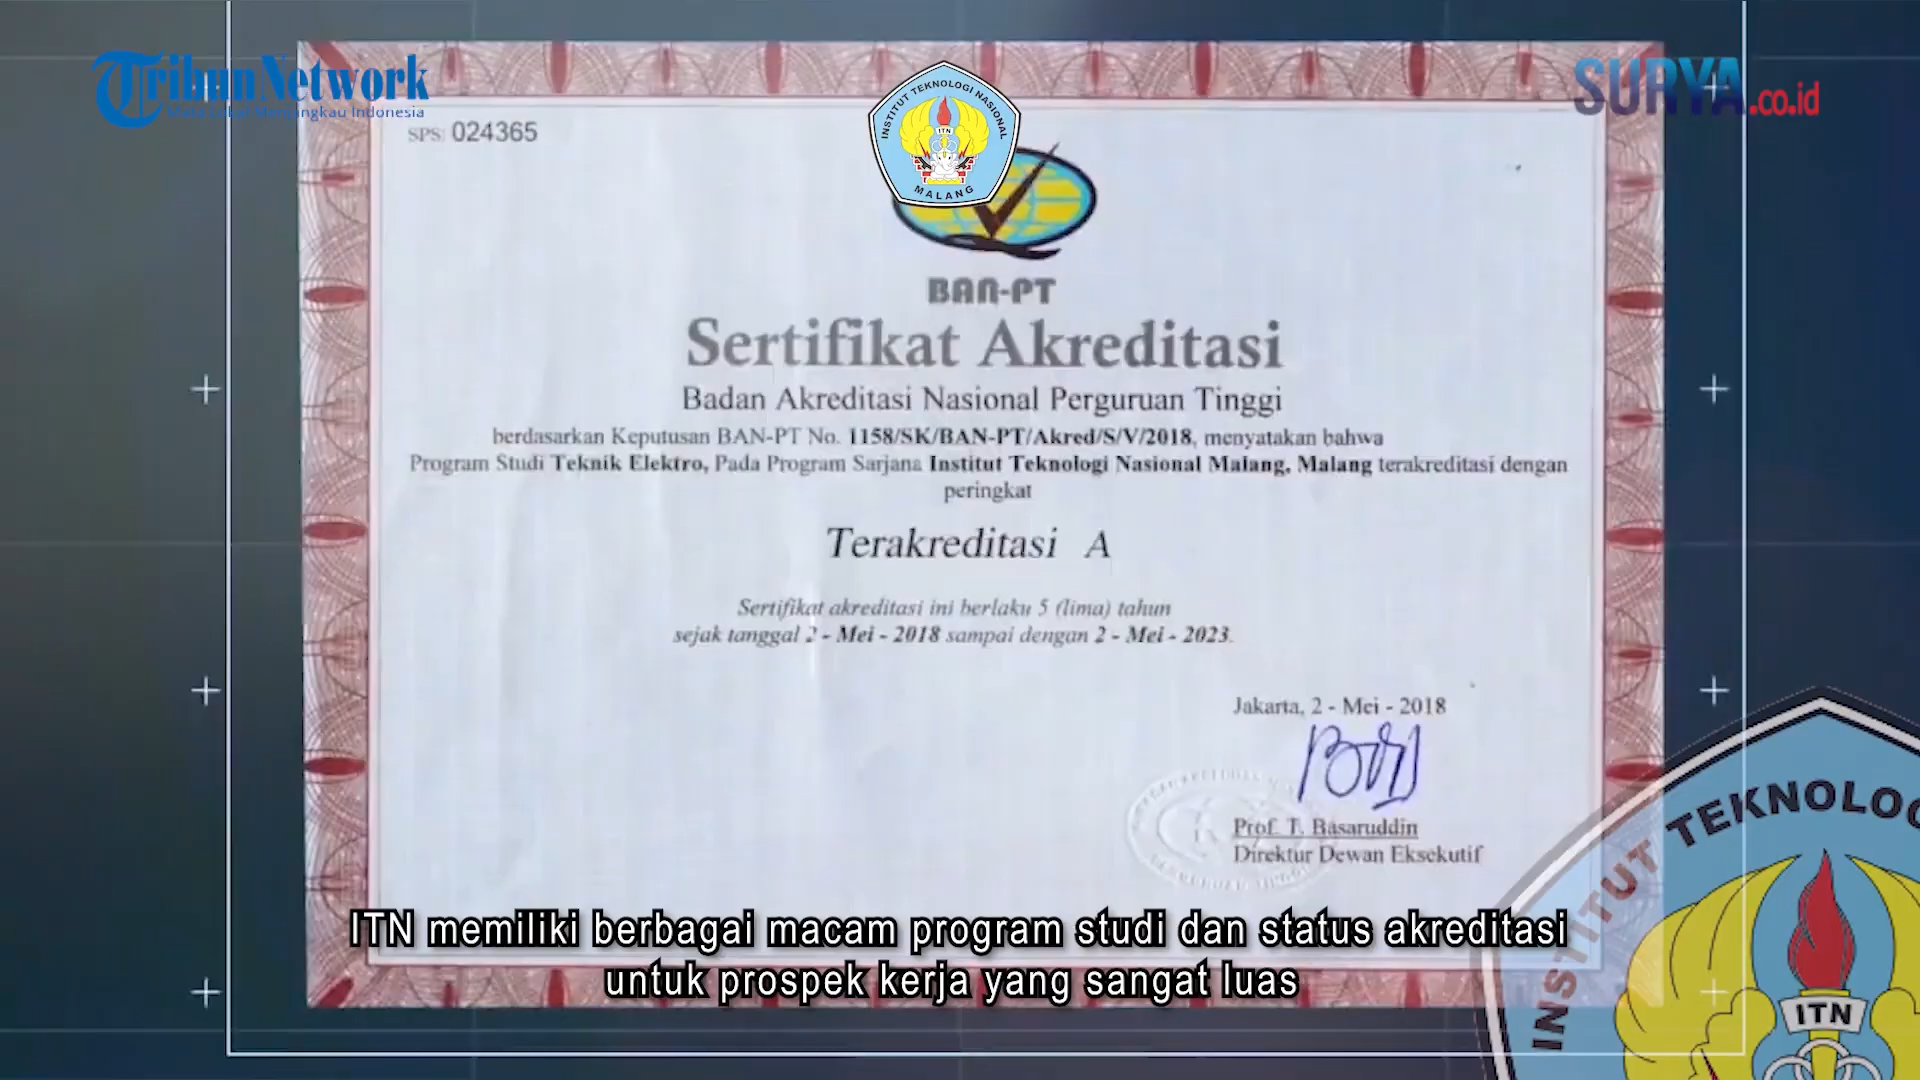 Tribun Network
Mata Lokal Menjangkau Indonesia
SURYA.co.id
SPS: 024365
INSTITUT TEKNOLOGI NASIONAL
ITN
MALANG
BAN-PT
Sertifikat Akreditasi
Badan Akreditasi Nasional Perguruan Tinggi
berdasarkan Keputusan BAN-PT No. 1158/SK/BAN-PT/Akred/S/V/2018, menyatakan bahwa
Program Studi Teknik Elektro, Pada Program Sarjana Institut Teknologi Nasional Malang, Malang terakreditasi dengan
peringkat
Terakreditasi A
Sertifikat akreditasi ini berlaku 5 (lima) tahun
sejak tanggal 2 - Mei - 2018 sampai dengan 2 - Mei - 2023.
Jakarta, 2 - Mei - 2018
Prof. T. Basaruddin
Direktur Dewan Eksekutif
INSTITUT TEKNOLOG
ITN
ITN memiliki berbagai macam program studi dan status akreditasi
untuk prospek kerja yang sangat luas